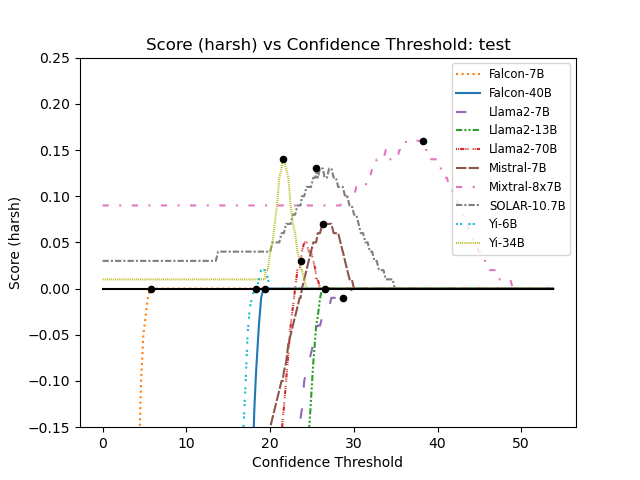 Score (harsh) vs Confidence Threshold: test
0.25
0.20
0.15
0.10
0.05
0.00
−0.05
−0.10
−0.15
Score (harsh)
Falcon-7B
Falcon-40B
Llama2-7B
Llama2-13B
Llama2-70B
Mistral-7B
Mixtral-8x7B
SOLAR-10.7B
Yi-6B
Yi-34B
0 10 20 30 40 50
Confidence Threshold